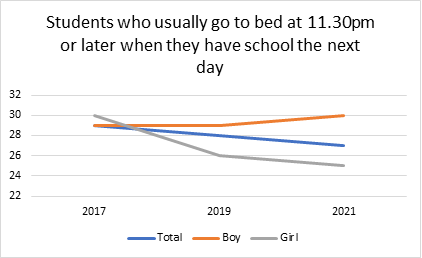 Students who usually go to bed at 11.30pm
or later when they have school the next
day
32
30
28
26
24
22
2017 2019 2021
Total Boy Girl